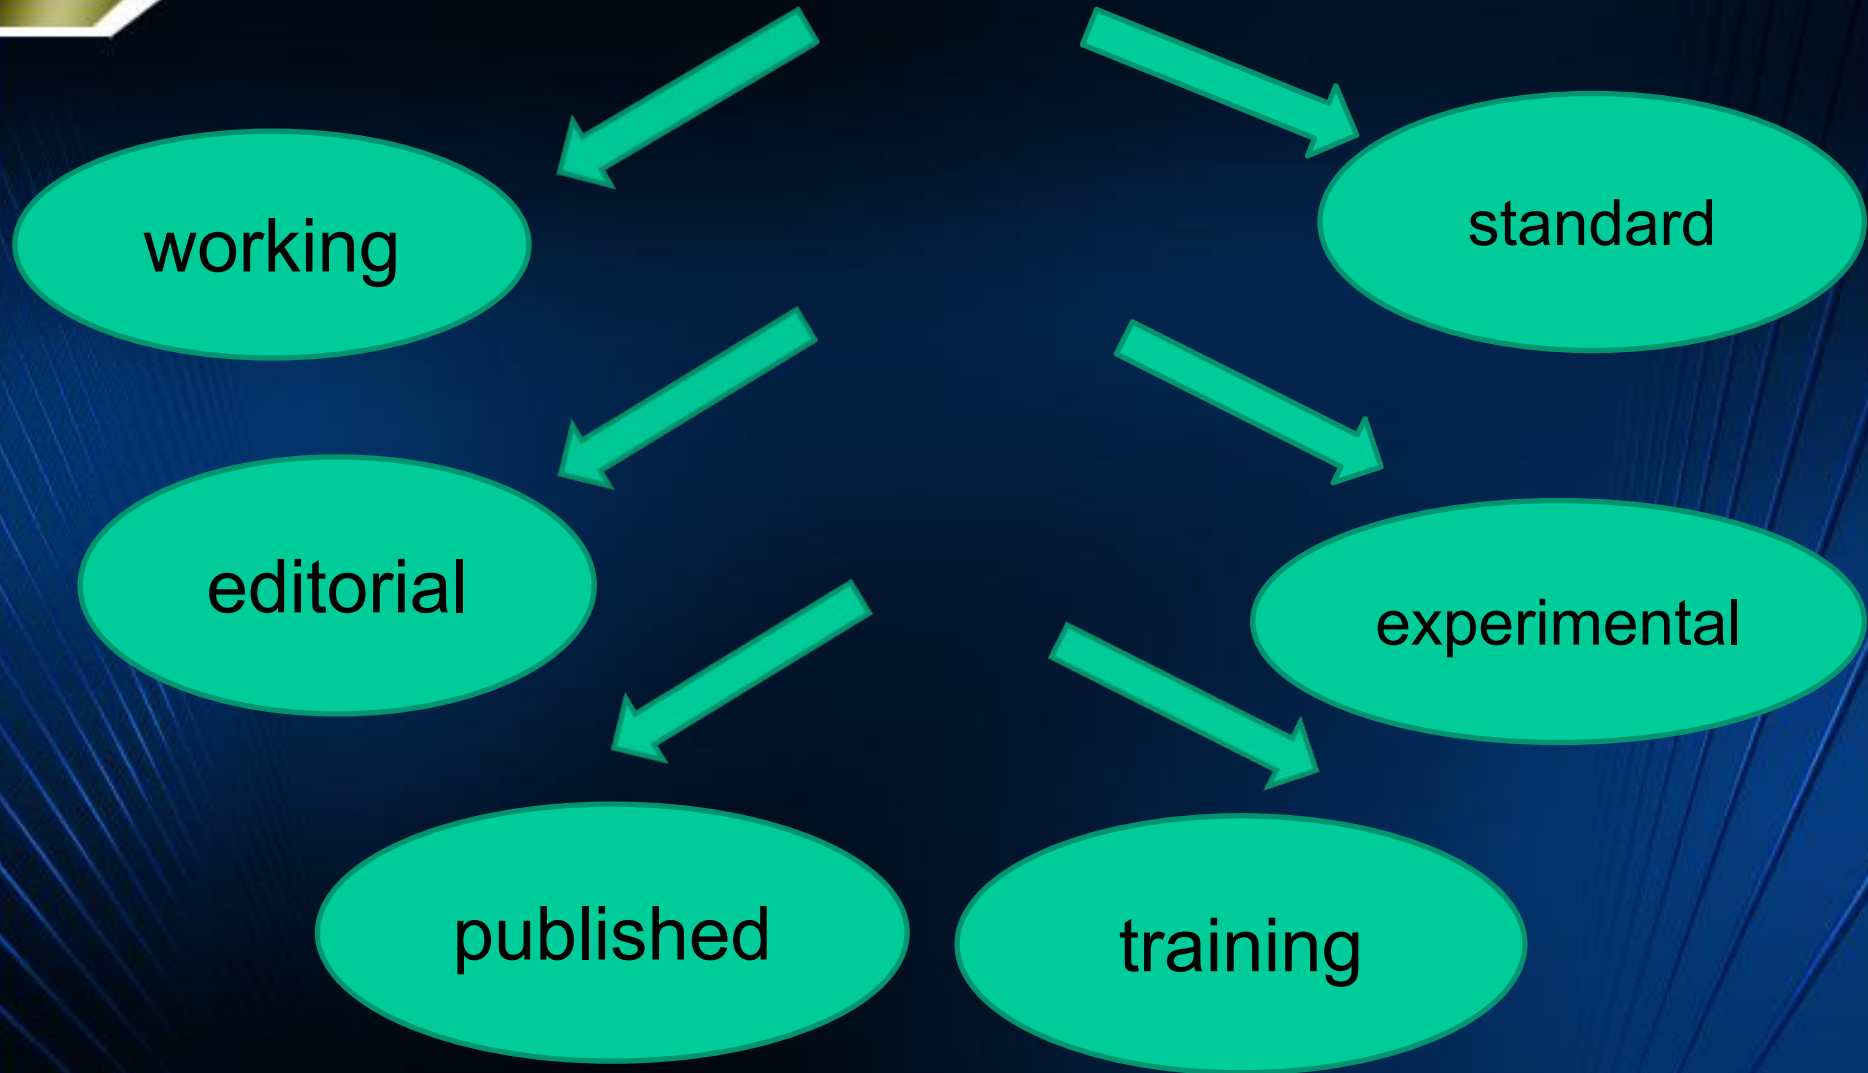 working
standard
editorial
experimental
published
training